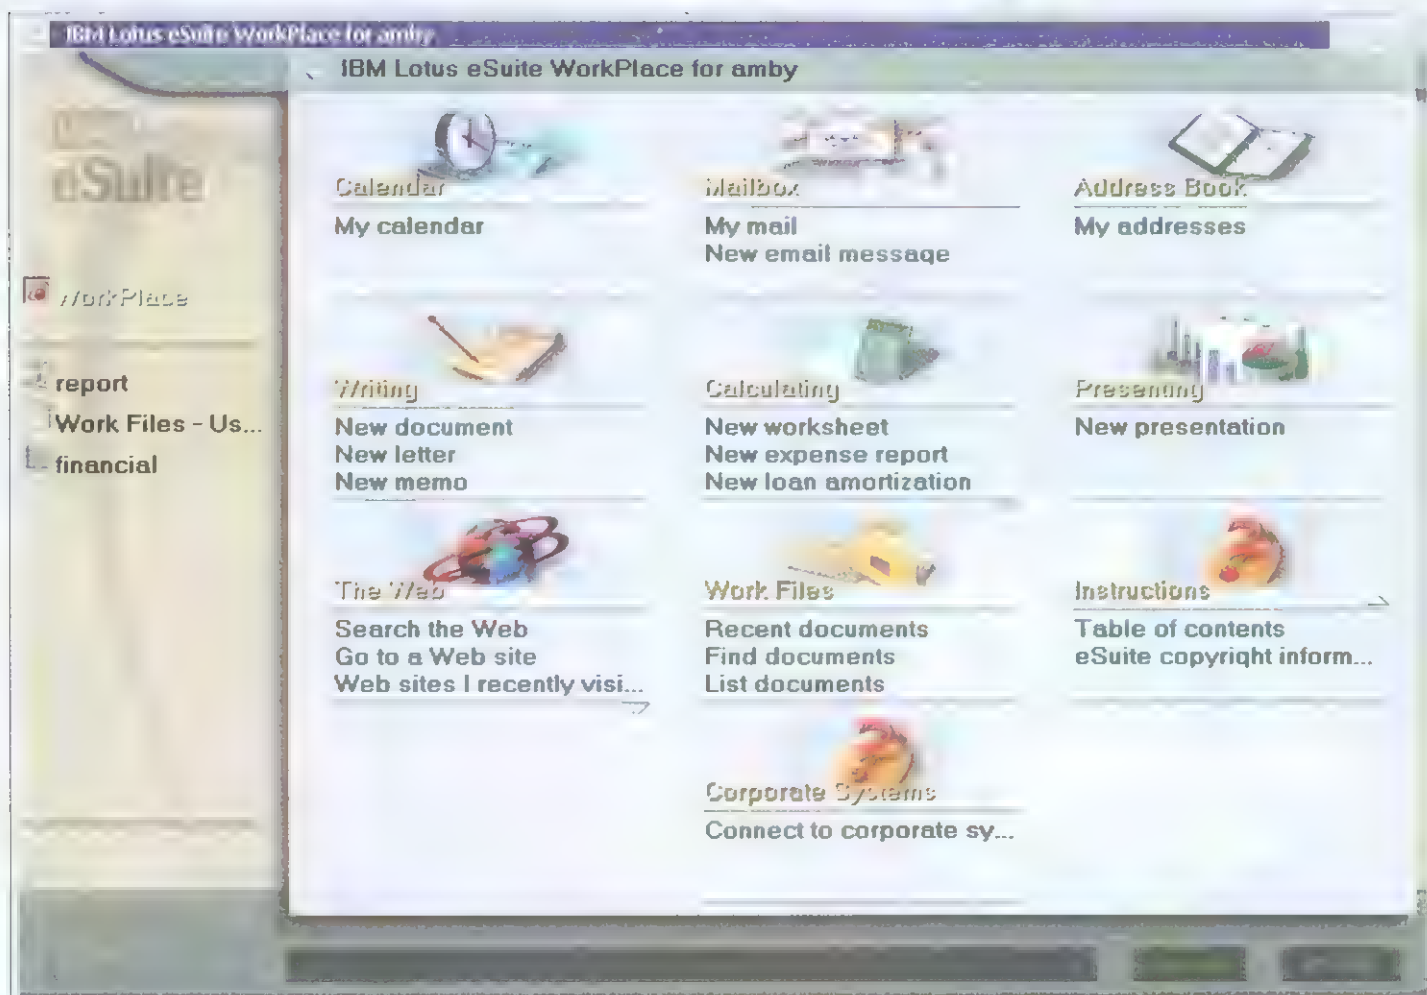 IBM Lotus eSuite WorkPlace for amby
IBM Lotus eSuite WorkPlace for amby
eSuite
WorkPlace
report
Work Files - Us...
financial
Calendar
My calendar
Mailbox
My mail
New email message
Address Book
My addresses
Writing
New document
New letter
New memo
Calculating
New worksheet
New expense report
New loan amortization
Presenting
New presentation
The Web
Search the Web
Go to a Web site
Web sites I recently visi...
Work Files
Recent documents
Find documents
List documents
Instructions
Table of contents
eSuite copyright inform...
Corporate Systems
Connect to corporate sy...